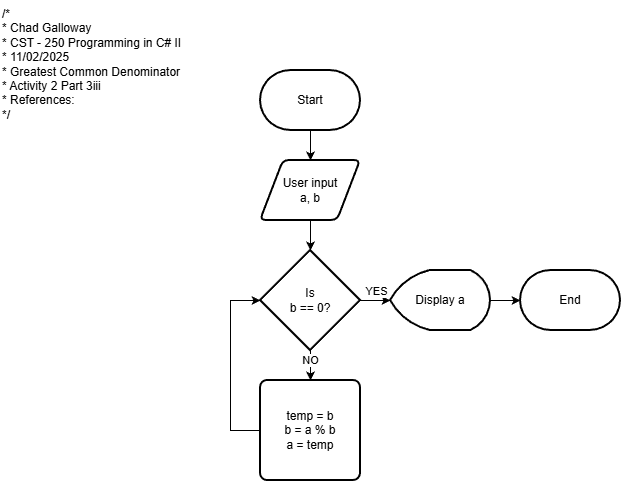 /*
* Chad Galloway
* CST - 250 Programming in C# II
* 11/02/2025
* Greatest Common Denominator
* Activity 2 Part 3iii
* References:
*/
Start
User input
a, b
Is
b == 0?
YES
Display a
End
NO
temp = b
b = a % b
a = temp